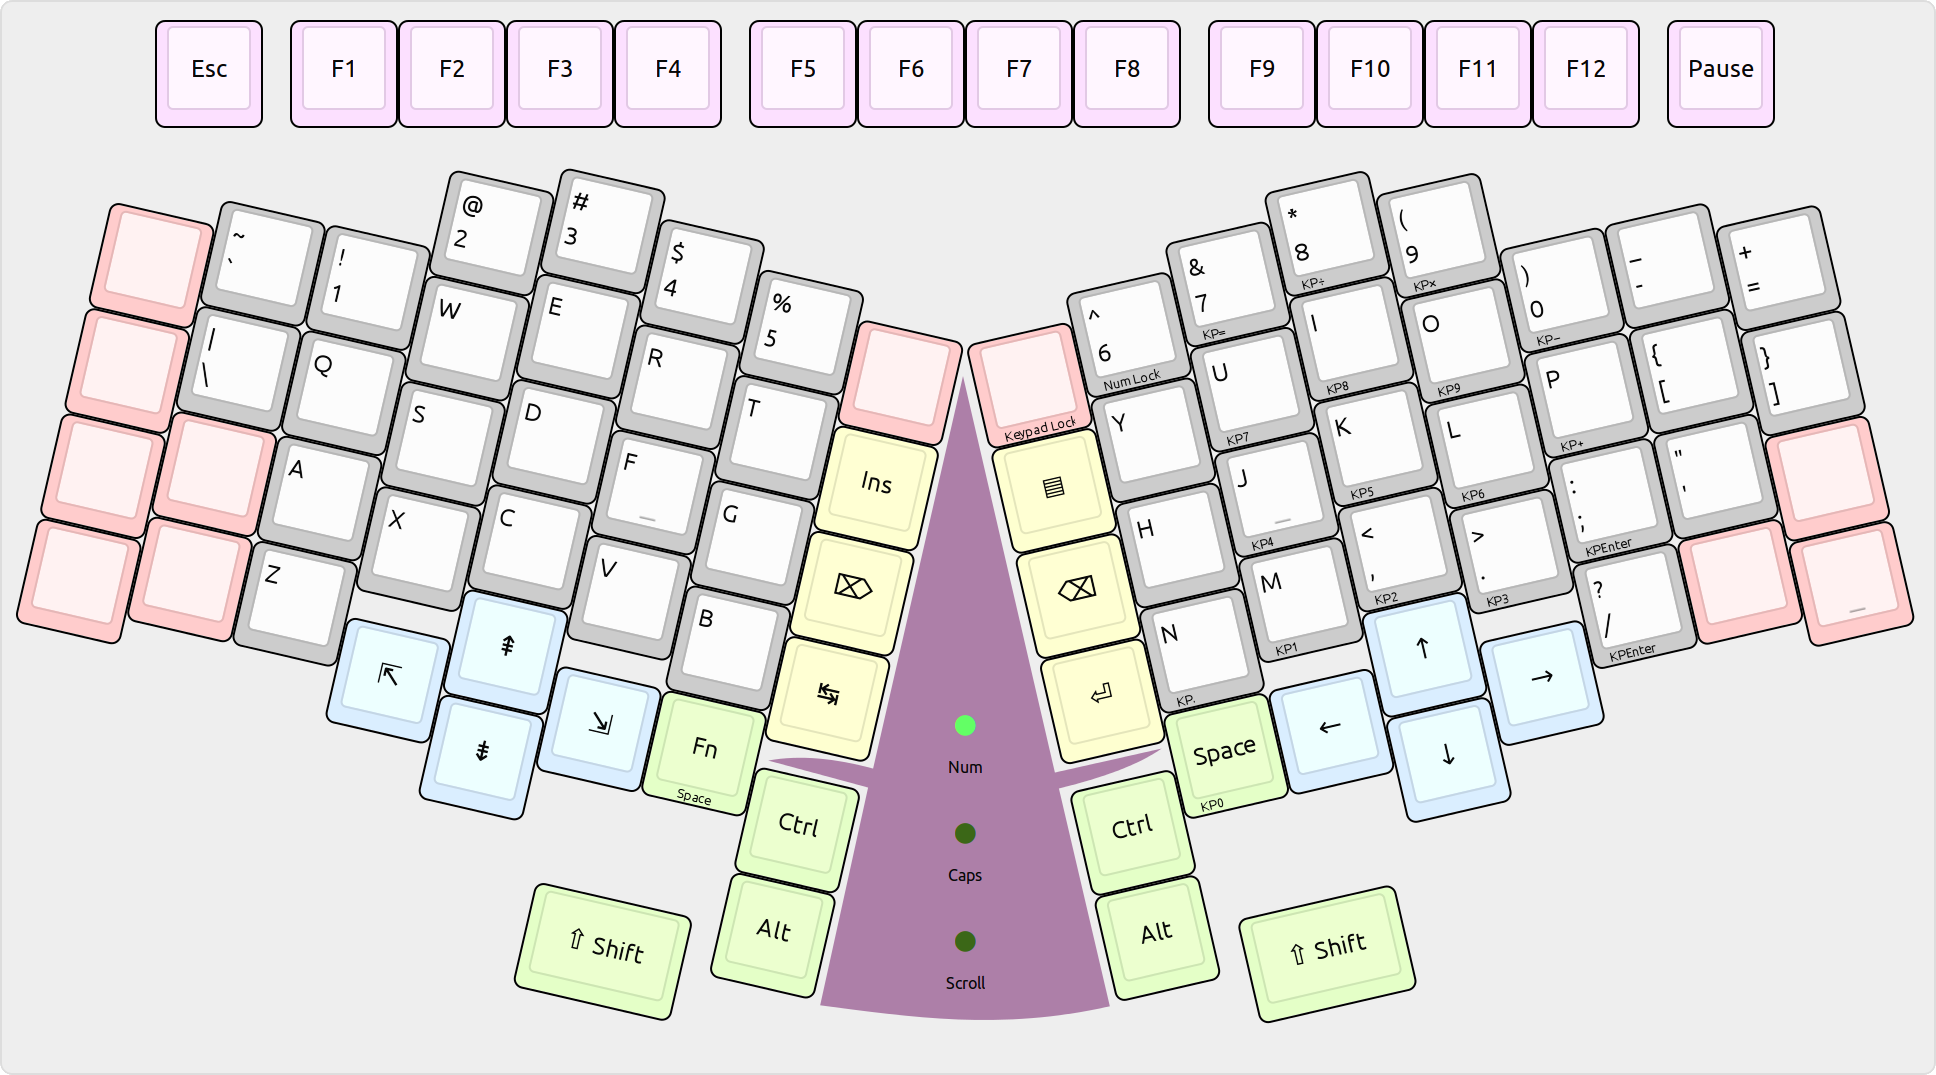 Esc F1 F2 F3 F4 F5 F6 F7 F8 F9 F10 F11 F12 Pause
~
`
!
1
@
2
#
3
$
4
%
5
|
\
Q
W
E
R
T
Ins
A
S
D
F
_
G
⌦
Z
X
C
V
B
↹
⇱
⇞
⇟
⇲
Fn
Space
Ctrl
Alt
⇧ Shift
Num
Caps
Scroll
Keypad Lock
^
6
Num Lock
&
7
KP=
*
8
KP÷
(
9
KP×
)
0
KP−
_
-
+
=
▤
Y
U
KP7
I
KP8
O
KP9
P
KP+
{
[
}
]
⌫
H
J
_
KP4
K
KP5
L
KP6
:
;
KPEnter
"
'
⏎
N
KP.
M
KP1
<
,
KP2
>
.
KP3
?
/
KPEnter
_
Space
KP0
←
↑
↓
→
Ctrl
Alt
⇧ Shift